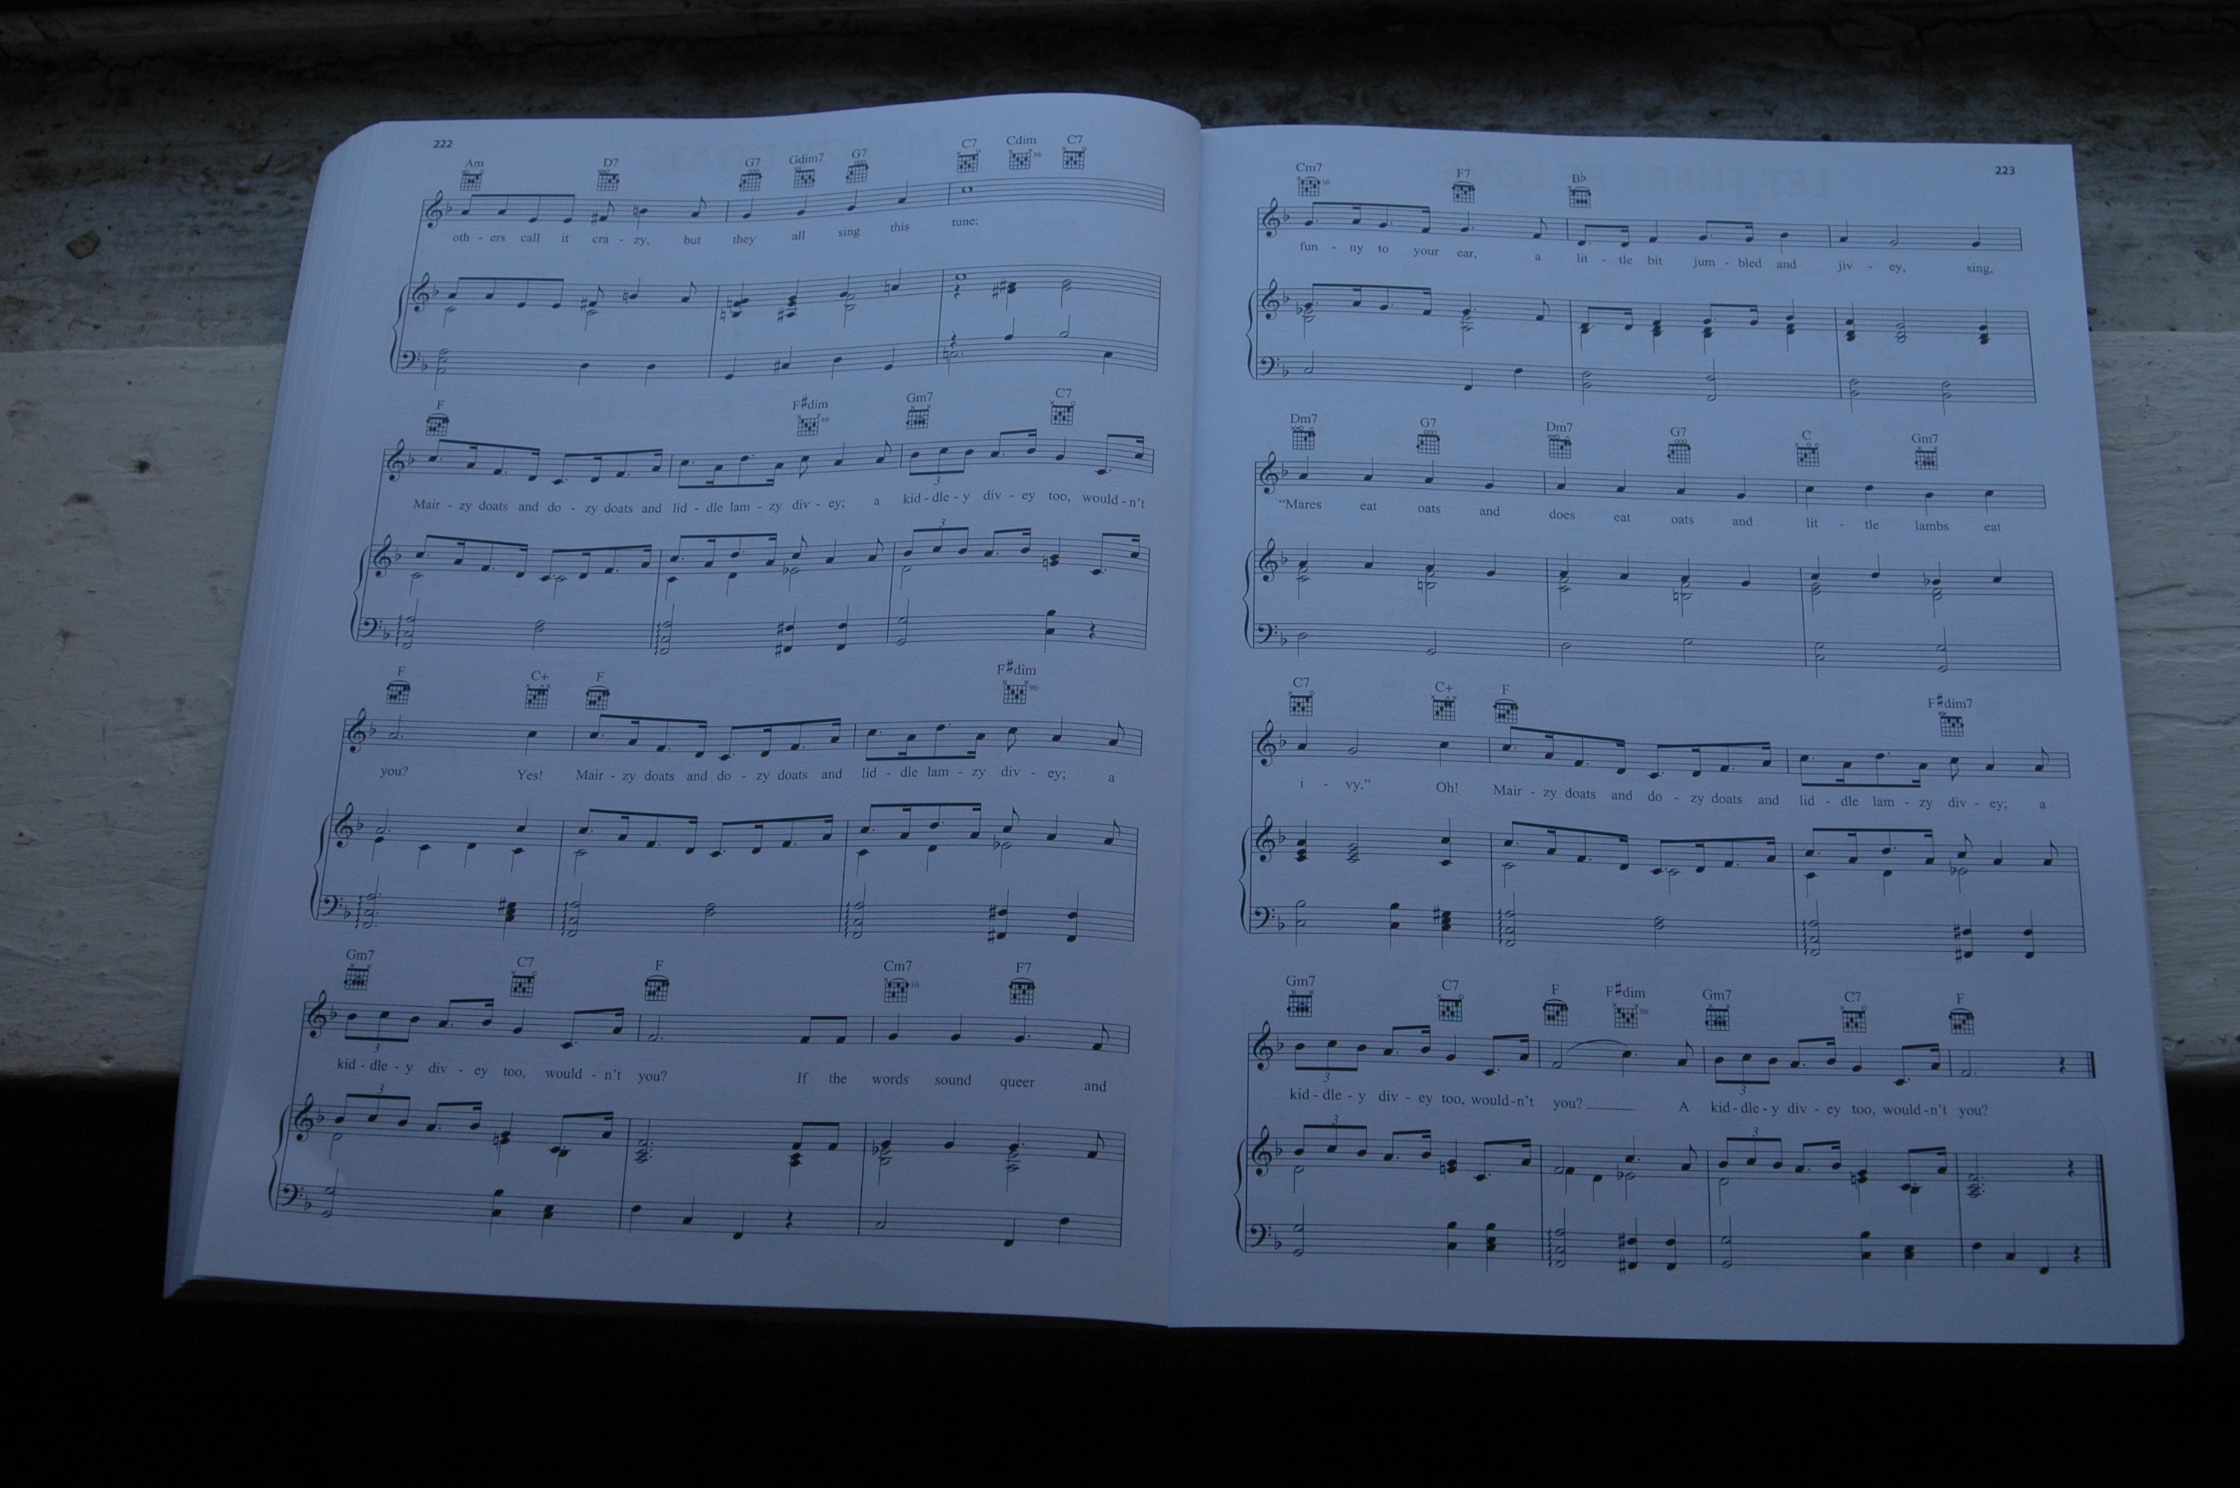 222
Am D7 G7 Gdim7 G7 C7 Cdim C7
oth - ers call it cra - zy, but they all sing this tune:
F F#dim Gm7 C7
Mair - zy doats and do - zy doats and lid - dle lam - zy div - ey; a kid - dle - y div - ey too, would - n't
3
3
F C+ F F#dim
you? Yes! Mair - zy doats and do - zy doats and lid - dle lam - zy div - ey; a
Gm7 C7 F Cm7 F7
3
kid - dle - y div - ey too, would - n't you? If the words sound queer and
3
223
Cm7 F7 B♭
fun - ny to your ear, a lit - tle bit jum - bled and jiv - ey, sing,
Dm7 G7 Dm7 G7 C Gm7
“Mares eat oats and does eat oats and lit - tle lambs eat
C7 C+ F F#dim7
i - vy.” Oh! Mair - zy doats and do - zy doats and lid - dle lam - zy div - ey; a
Gm7 C7 F F#dim Gm7 C7 F
3 3
kid - dle - y div - ey too, would-n't you? A kid - dle - y div - ey too, would-n't you?
3 3